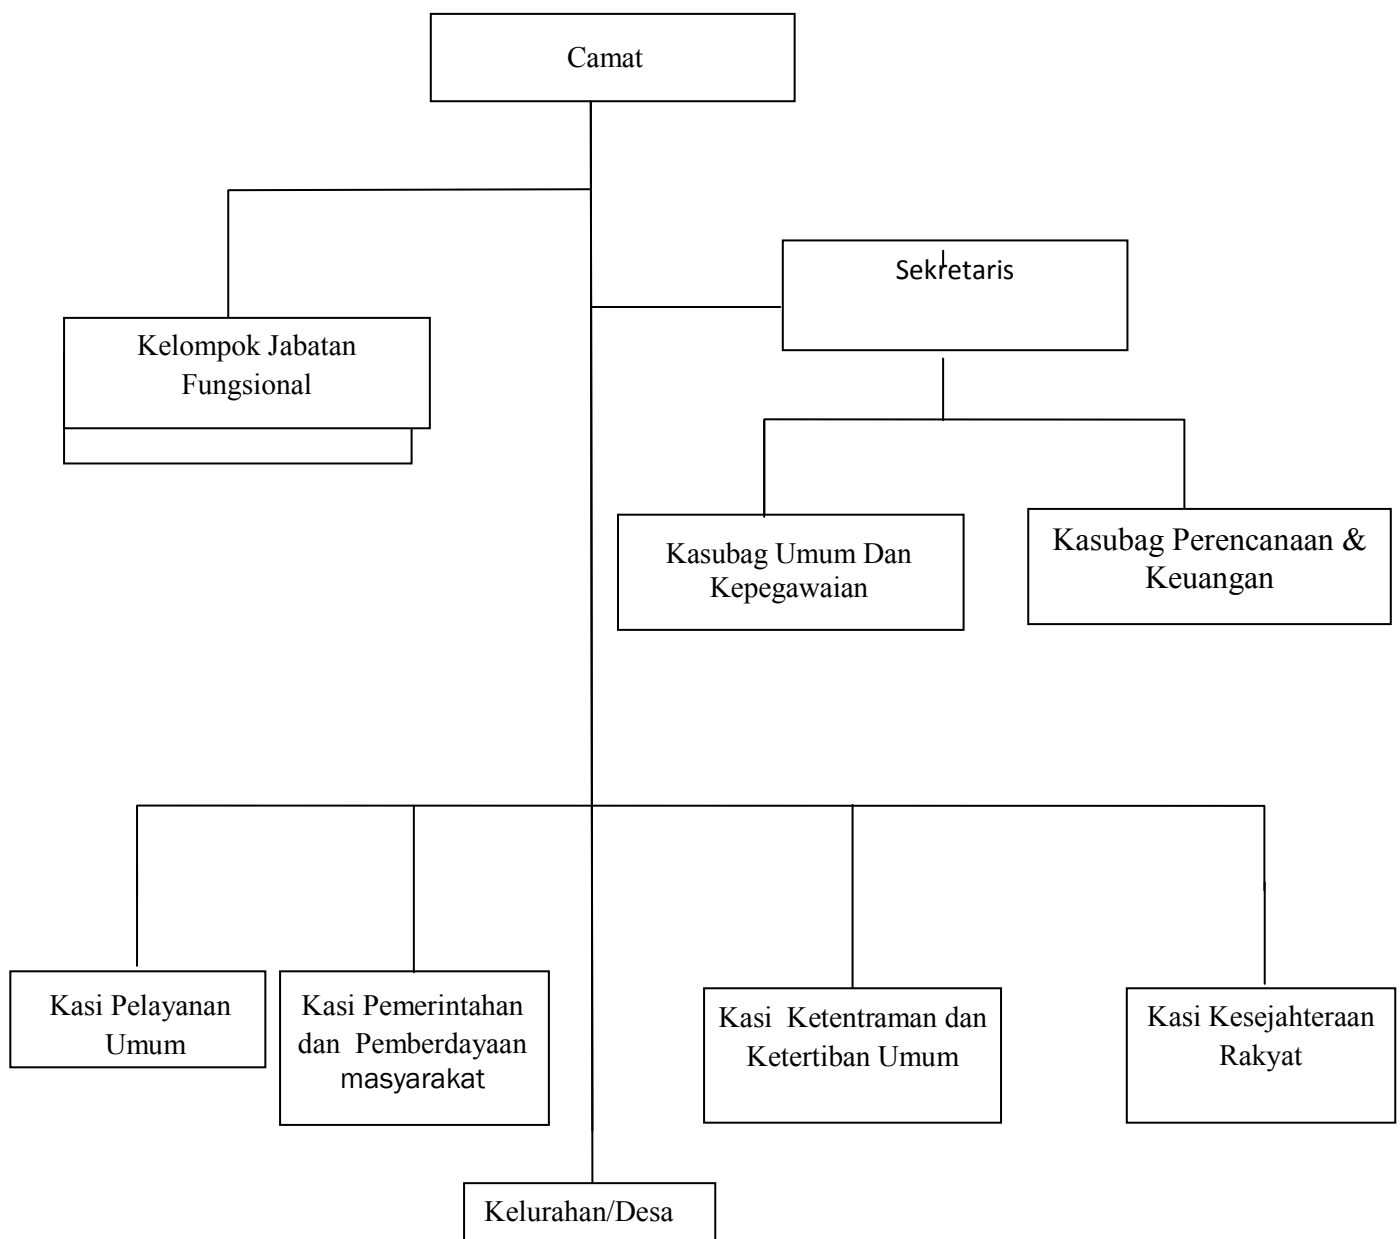 Camat
Sekretaris
Kelompok Jabatan
Fungsional
Kasubag Umum Dan
Kepegawaian
Kasubag Perencanaan &
Keuangan
Kasi Pelayanan
Umum
Kasi Pemerintahan
dan Pemberdayaan
masyarakat
Kasi Ketentraman dan
Ketertiban Umum
Kasi Kesejahteraan
Rakyat
Kelurahan/Desa